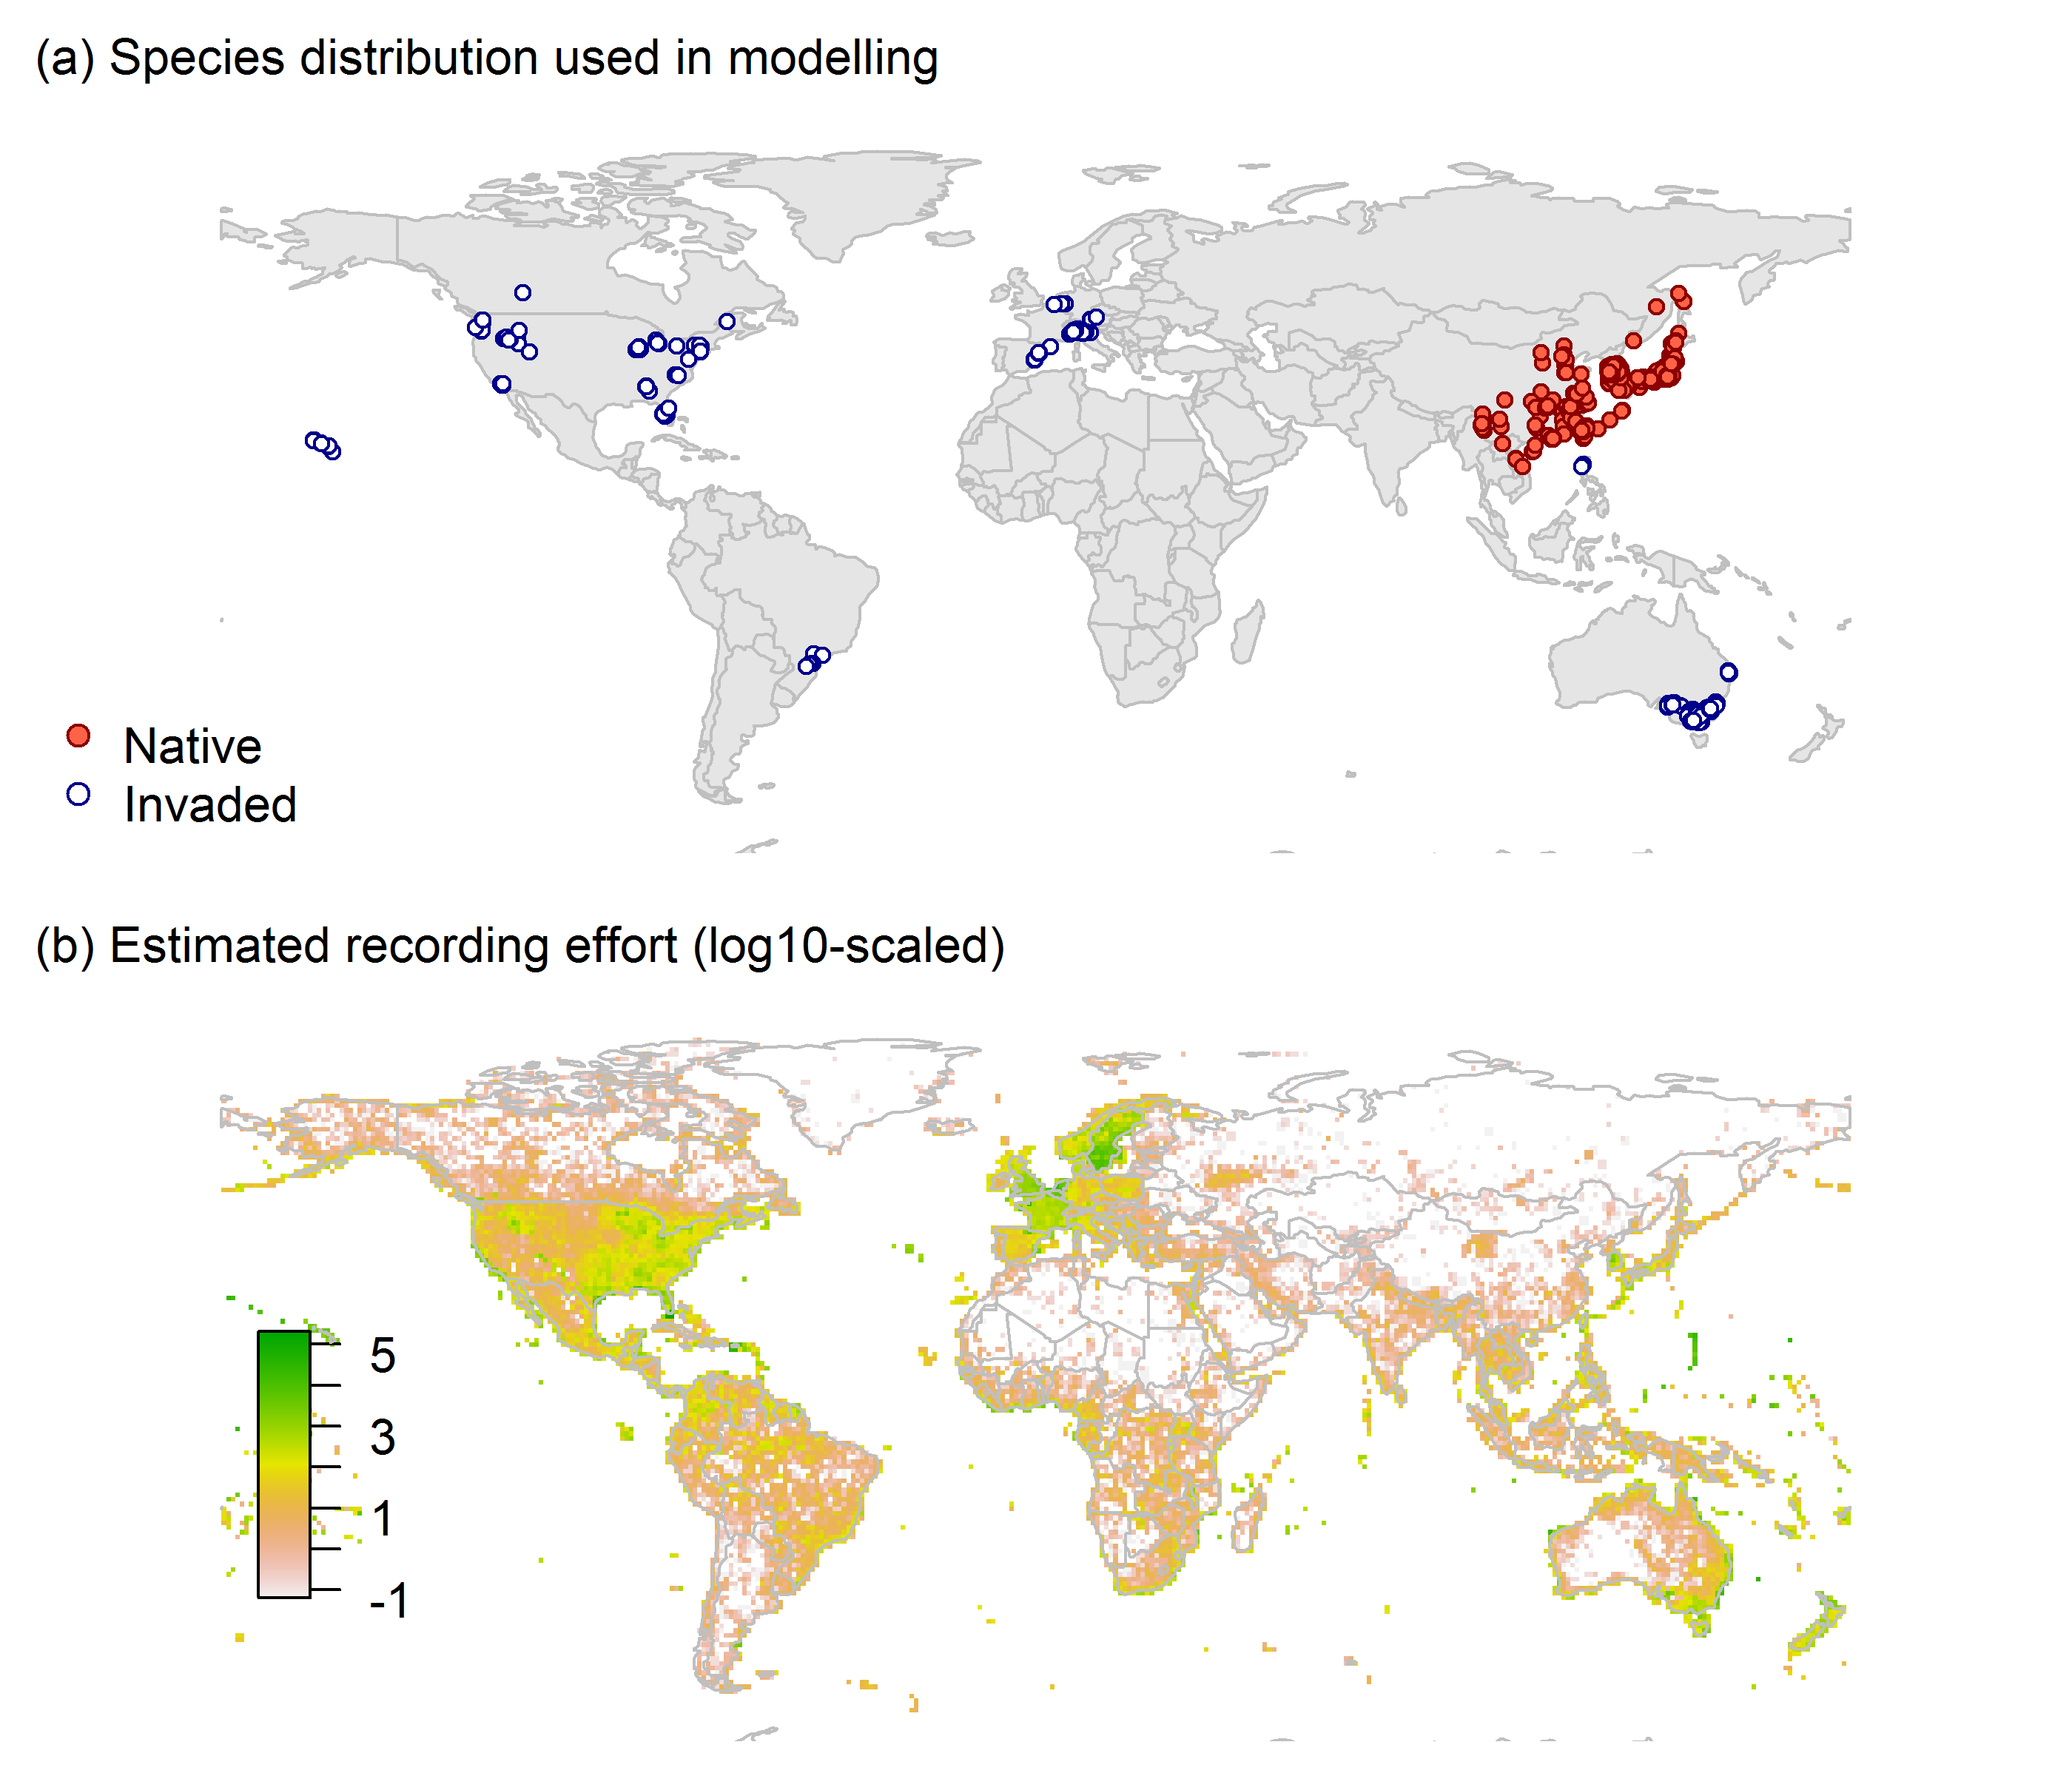 (a) Species distribution used in modelling
Native
Invaded
(b) Estimated recording effort (log10-scaled)
5
3
1
-1